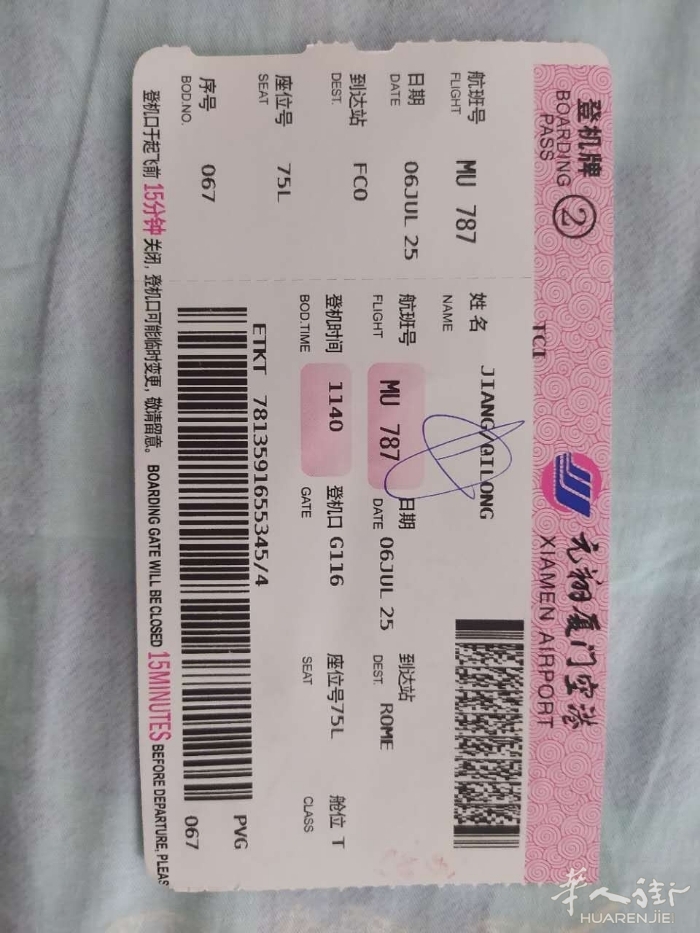 登机牌 ②
BOARDING PASS
TCI
元翔厦门空港
XIAMEN AIRPORT
航班号 MU 787
FLIGHT
日期 06JUL 25
DATE
到达站 FCO
DEST.
座位号 75L
SEAT
序号 067
BOD.NO.
姓名 JIANG/QILONG
NAME
航班号 MU 787 日期 06JUL 25 到达站 ROME
FLIGHT DATE DEST.
登机时间 1140 登机口 G116 座位号 75L 舱位 T
BOD.TIME GATE SEAT CLASS
ETKT 7813591655345/4 PVG
067
登机口于起飞前 15分钟 关闭，登机口可能临时变更，敬请留意。 BOARDING GATE WILL BE CLOSED 15MINUTES BEFORE DEPARTURE, PLEAS
华人街
HUARENJIE